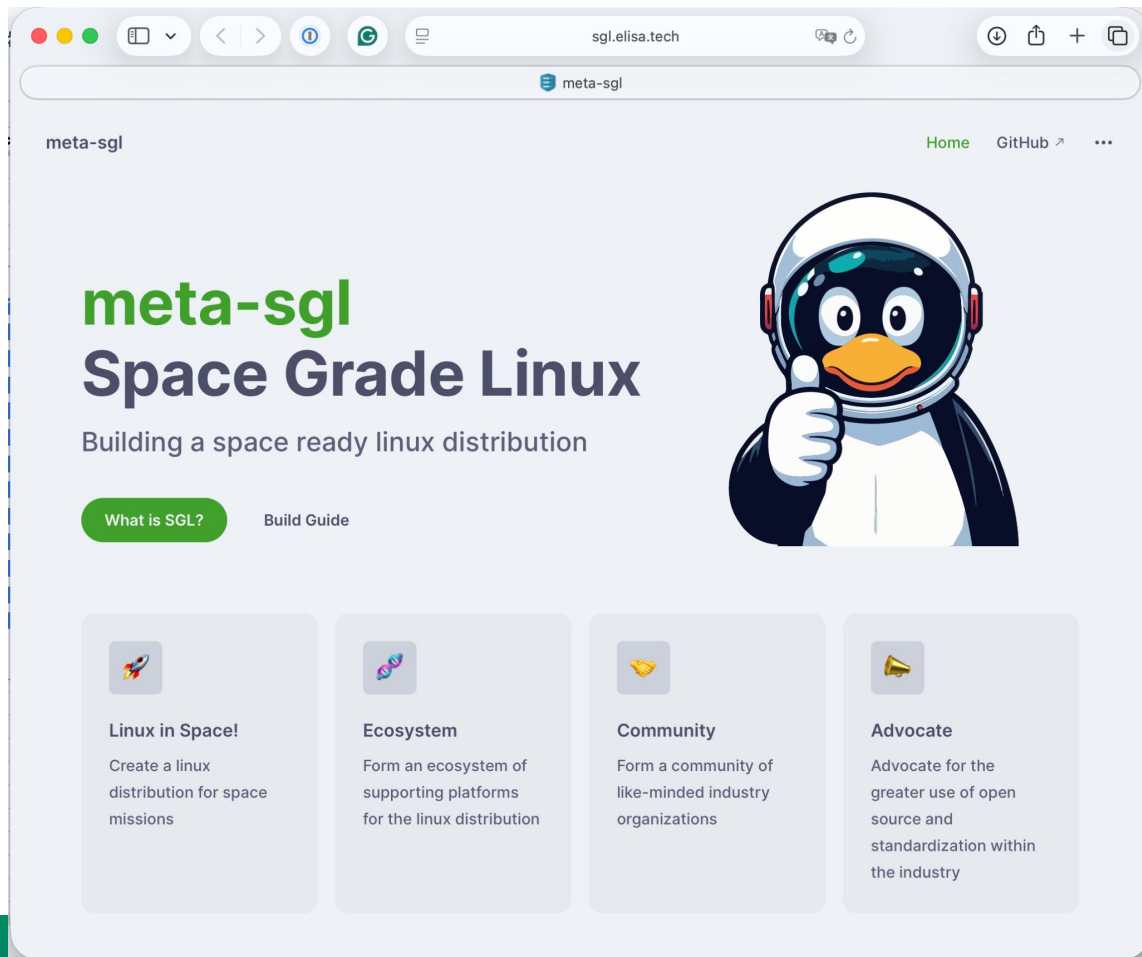 sgl.elisa.tech
meta-sgl
meta-sgl
Home GitHub ↗ •••
meta-sgl
Space Grade Linux
Building a space ready linux distribution
What is SGL? Build Guide
Linux in Space!
Create a linux
distribution for space
missions
Ecosystem
Form an ecosystem of
supporting platforms
for the linux distribution
Community
Form a community of
like-minded industry
organizations
Advocate
Advocate for the
greater use of open
source and
standardization within
the industry